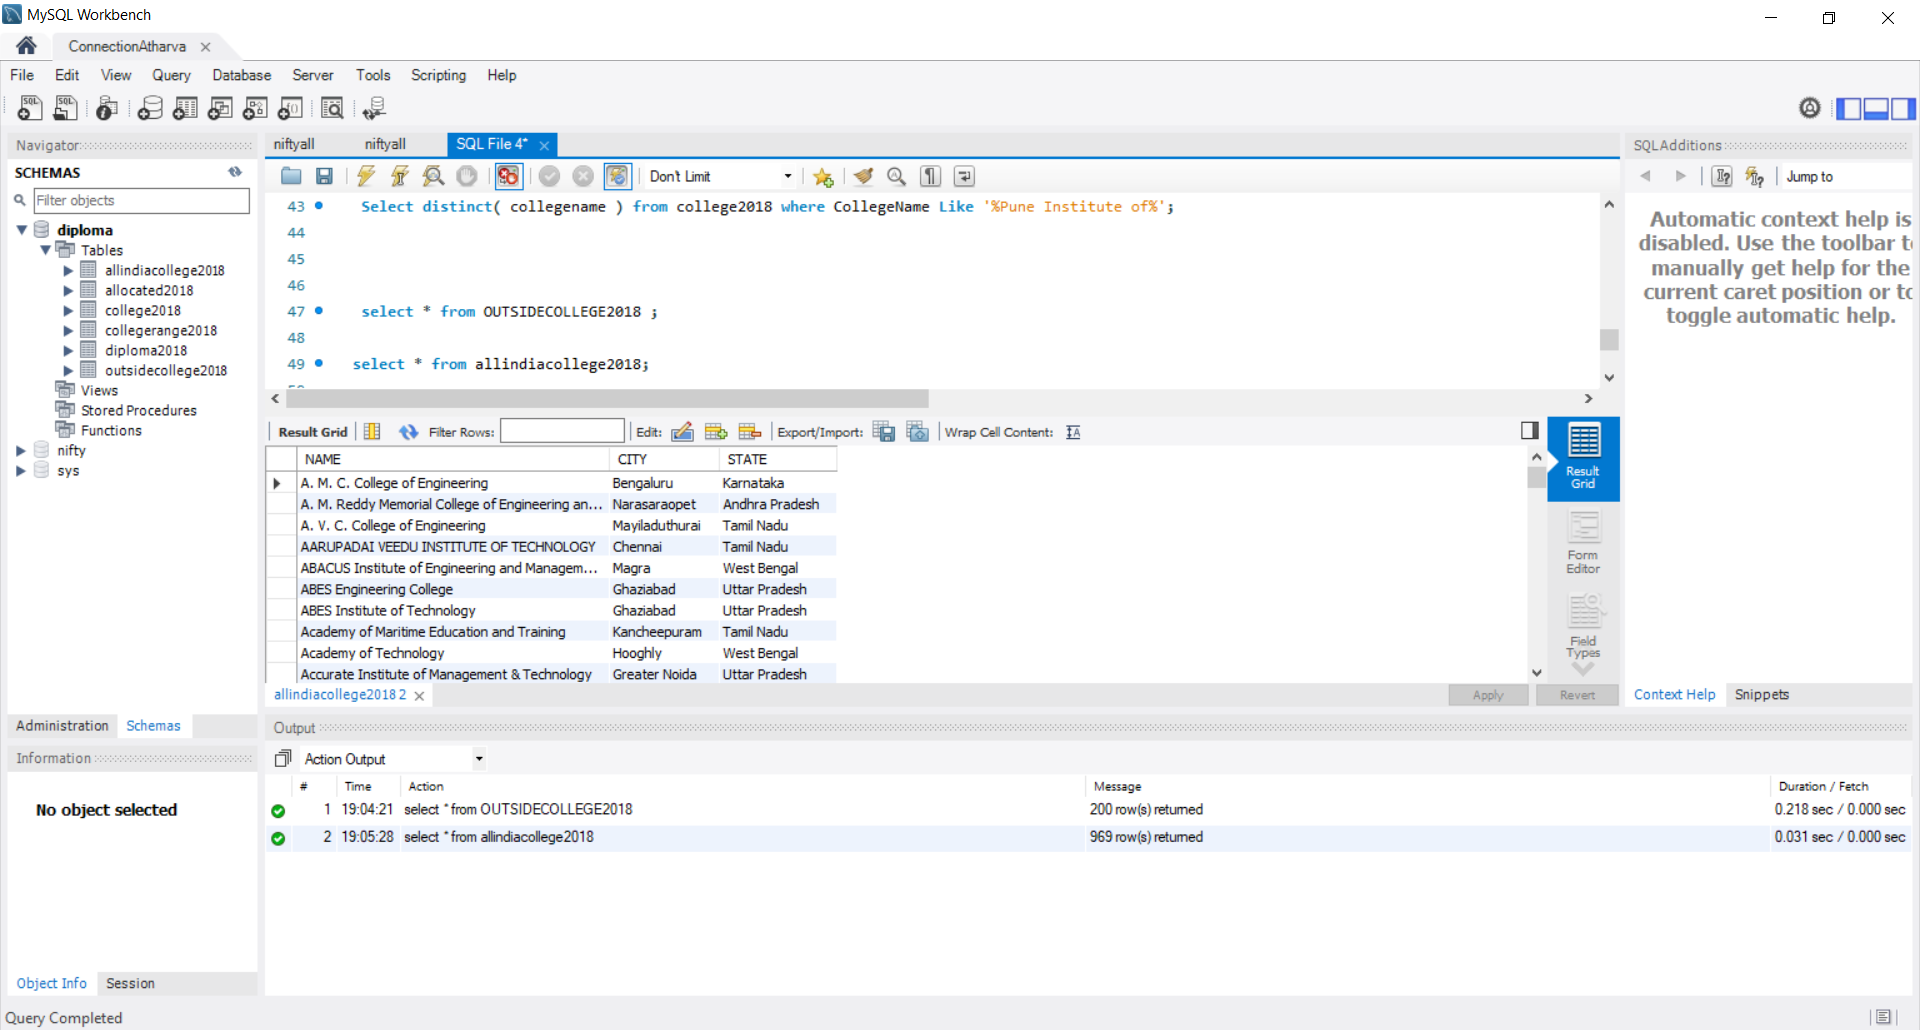 MySQL Workbench
ConnectionAtharva
File Edit View Query Database Server Tools Scripting Help
Navigator
SCHEMAS
Filter objects
diploma
Tables
allindiacollege2018
allocated2018
college2018
collegerange2018
diploma2018
outsidecollege2018
Views
Stored Procedures
Functions
nifty
sys
Administration Schemas
Information
No object selected
Object Info Session
niftyall niftyall SQL File 4*
Don't Limit
43 Select distinct( collegename ) from college2018 where CollegeName Like '%Pune Institute of%';
44
45
46
47 select * from OUTSIDECOLLEGE2018 ;
48
49 select * from allindiacollege2018;
Result Grid Filter Rows: Edit: Export/Import: Wrap Cell Content:
NAME CITY STATE
A. M. C. College of Engineering Bengaluru Karnataka
A. M. Reddy Memorial College of Engineering an... Narasaraopet Andhra Pradesh
A. V. C. College of Engineering Mayiladuthurai Tamil Nadu
AARUPADAI VEEDU INSTITUTE OF TECHNOLOGY Chennai Tamil Nadu
ABACUS Institute of Engineering and Managem... Magra West Bengal
ABES Engineering College Ghaziabad Uttar Pradesh
ABES Institute of Technology Ghaziabad Uttar Pradesh
Academy of Maritime Education and Training Kancheepuram Tamil Nadu
Academy of Technology Hooghly West Bengal
Accurate Institute of Management & Technology Greater Noida Uttar Pradesh
Result
Grid
Form
Editor
Field
Types
allindiacollege2018 2
Apply Revert
SQLAdditions
Jump to
Automatic context help is
disabled. Use the toolbar t
manually get help for the
current caret position or to
toggle automatic help.
Context Help Snippets
Output
Action Output
# Time Action Message Duration / Fetch
1 19:04:21 select * from OUTSIDECOLLEGE2018 200 row(s) returned 0.218 sec / 0.000 sec
2 19:05:28 select * from allindiacollege2018 969 row(s) returned 0.031 sec / 0.000 sec
Query Completed